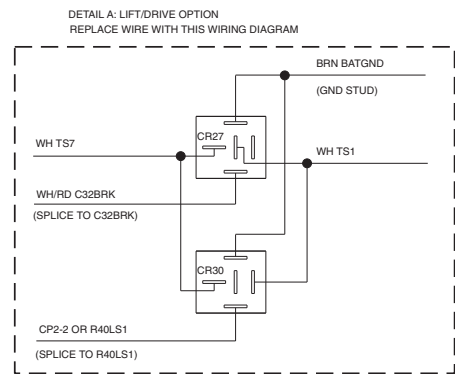 DETAIL A: LIFT/DRIVE OPTION
REPLACE WIRE WITH THIS WIRING DIAGRAM
BRN BATGND
(GND STUD)
CR27
WH TS7
WH TS1
WH/RD C32BRK
(SPLICE TO C32BRK)
CR30
CP2-2 OR R40LS1
(SPLICE TO R40LS1)